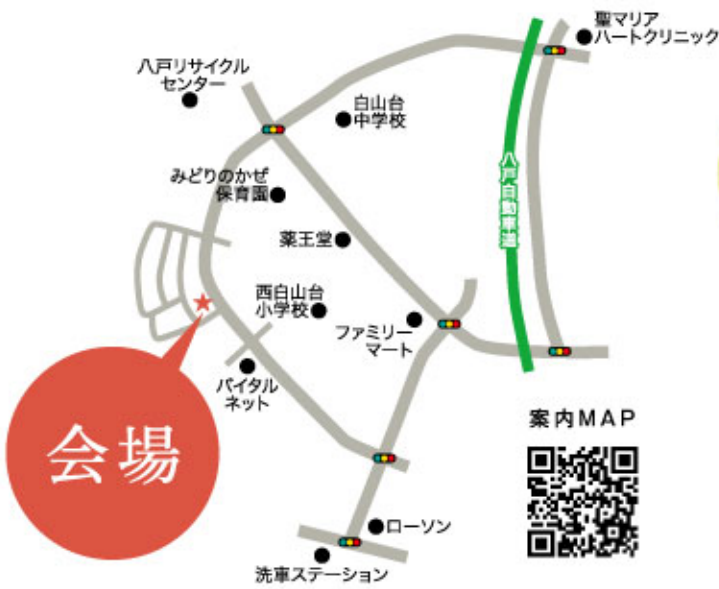 聖マリア
ハートクリニック
八戸リサイクル
センター
白山台
中学校
八戸自動車道
みどりのかぜ
保育園
薬王堂
西白山台
小学校
ファミリー
マート
バイタル
ネット
会場
案内MAP
ローソン
洗車ステーション